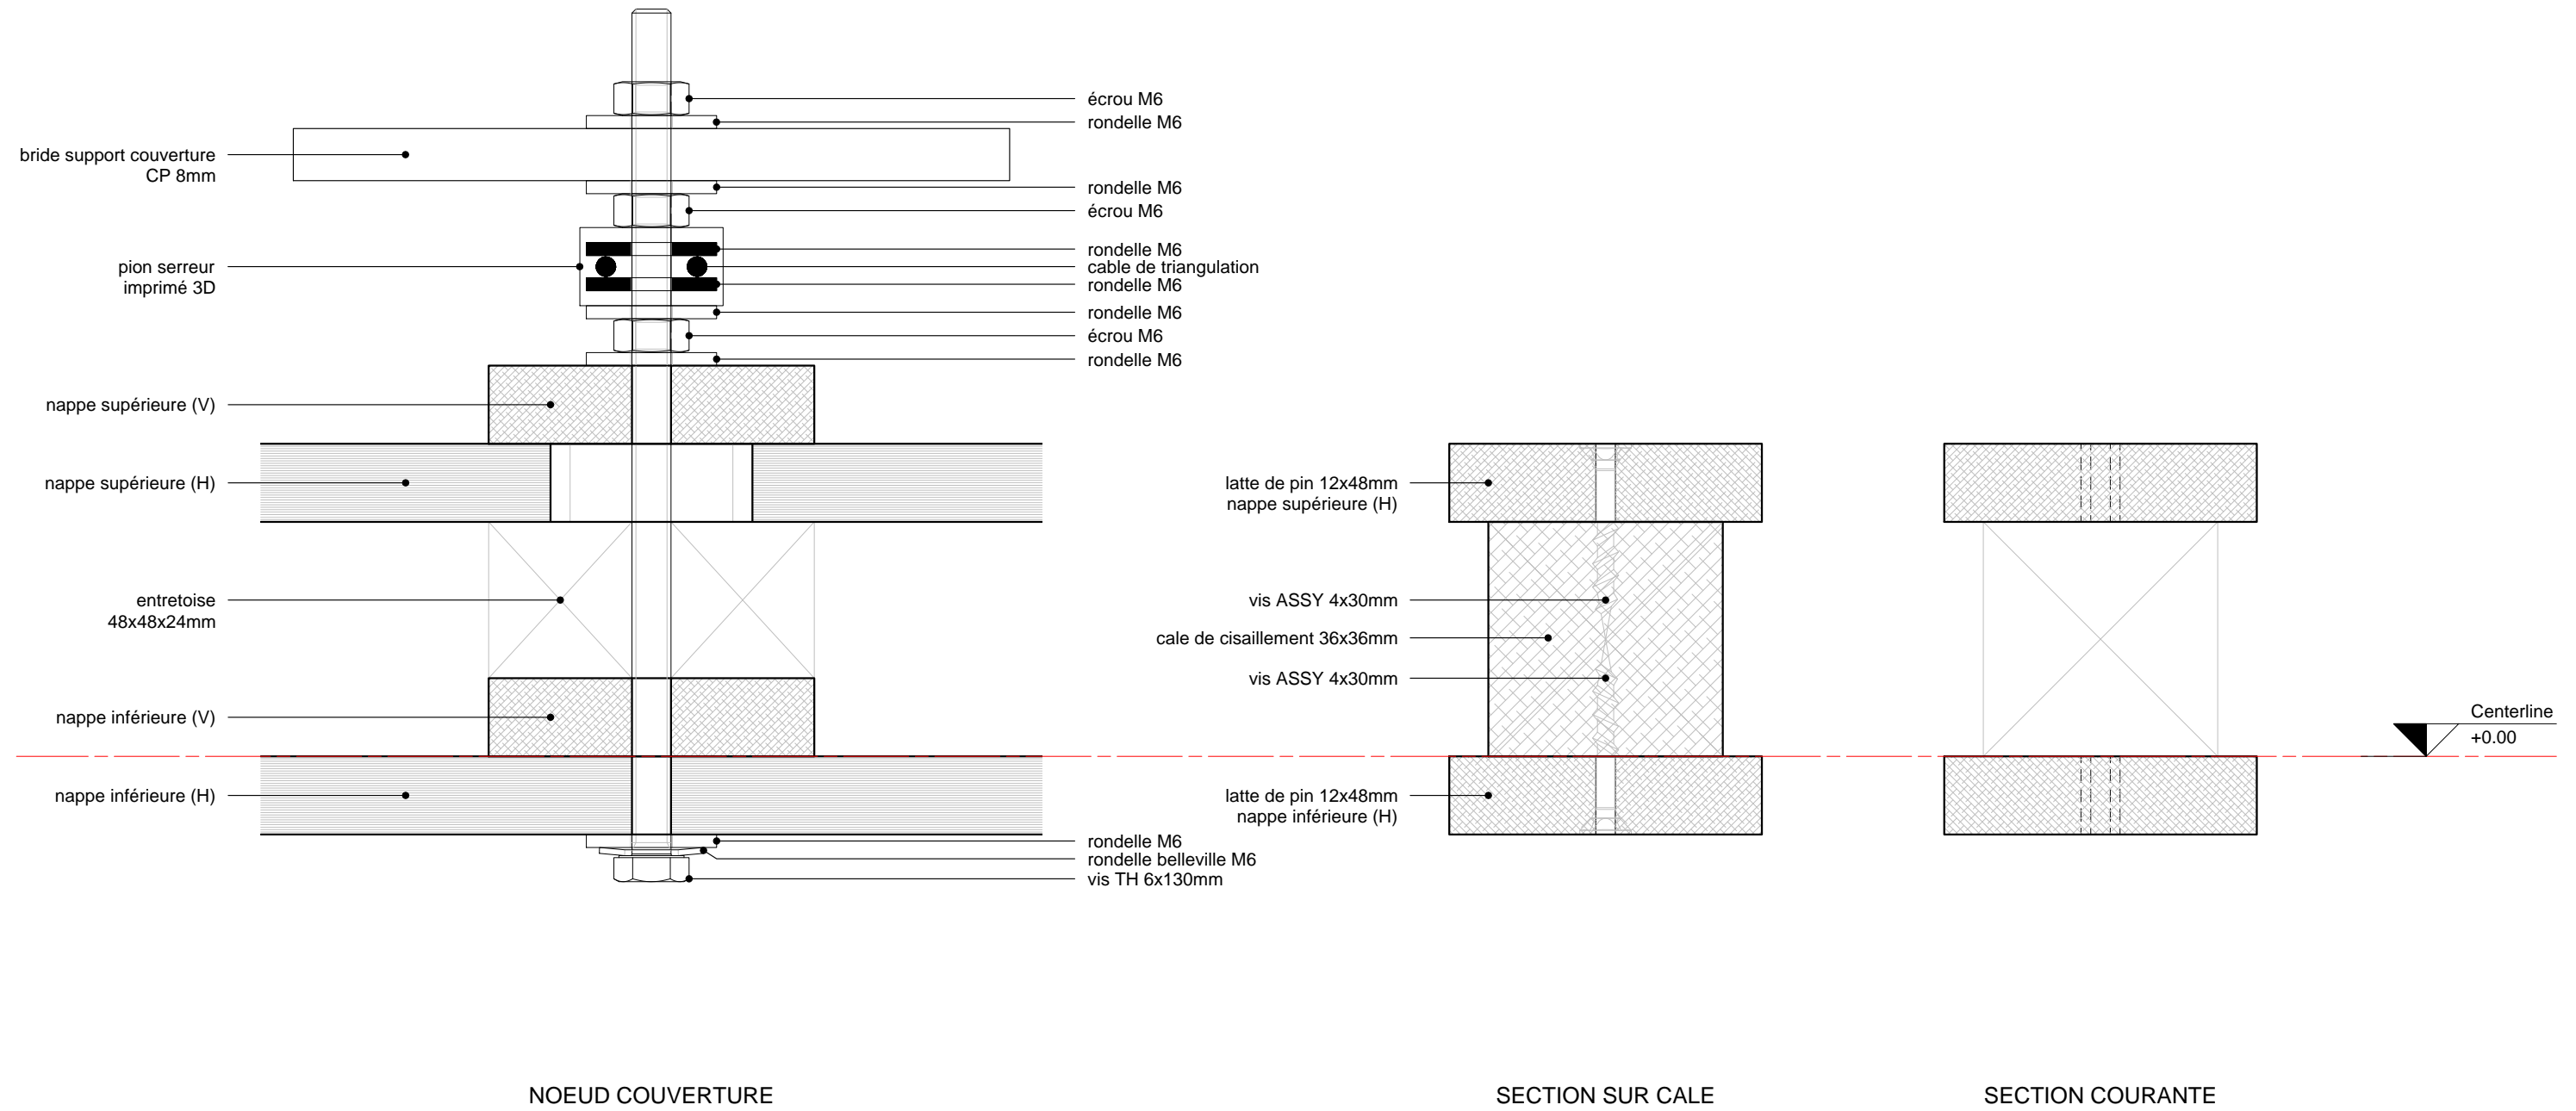 écrou M6
rondelle M6
bride support couverture
CP 8mm
rondelle M6
écrou M6
rondelle M6
pion serreur
imprimé 3D
cable de triangulation
rondelle M6
rondelle M6
écrou M6
rondelle M6
nappe supérieure (V)
nappe supérieure (H)
entretoise
48x48x24mm
nappe inférieure (V)
nappe inférieure (H)
rondelle M6
rondelle belleville M6
vis TH 6x130mm
latte de pin 12x48mm
nappe supérieure (H)
vis ASSY 4x30mm
cale de cisaillement 36x36mm
vis ASSY 4x30mm
latte de pin 12x48mm
nappe inférieure (H)
Centerline
+0.00
NOEUD COUVERTURE
SECTION SUR CALE
SECTION COURANTE